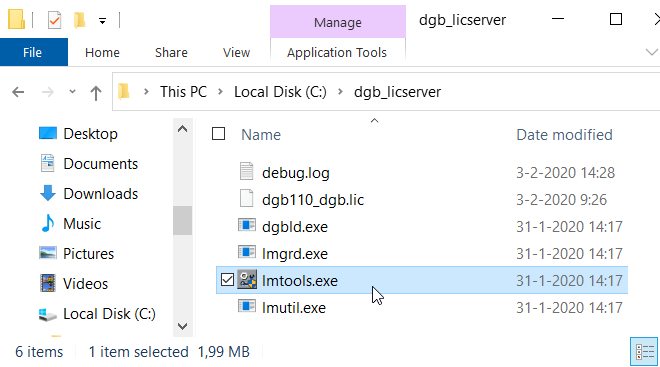 Manage
dgb_licserver
File
Home
Share
View
Application Tools
This PC
Local Disk (C:)
dgb_licserver
Desktop
Documents
Downloads
Music
Pictures
Videos
Local Disk (C:)
Name
Date modified
debug.log 3-2-2020 14:28
dgb110_dgb.lic 3-2-2020 9:26
dgbld.exe 31-1-2020 14:17
lmgrd.exe 31-1-2020 14:17
lmtools.exe 31-1-2020 14:17
lmutil.exe 31-1-2020 14:17
6 items
1 item selected 1,99 MB